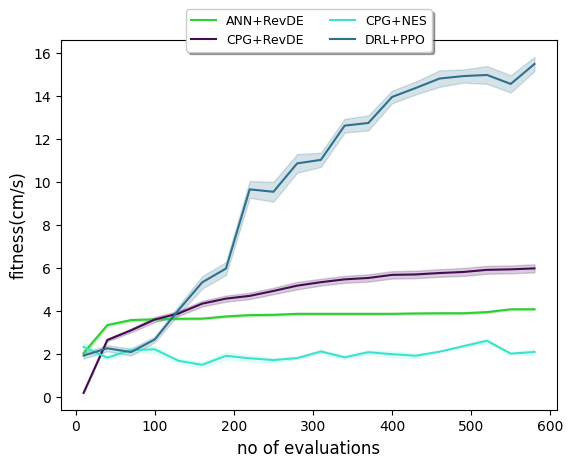 ANN+RevDE CPG+NES
CPG+RevDE DRL+PPO
16
14
12
10
8
6
4
2
0
fitness(cm/s)
0 100 200 300 400 500 600
no of evaluations